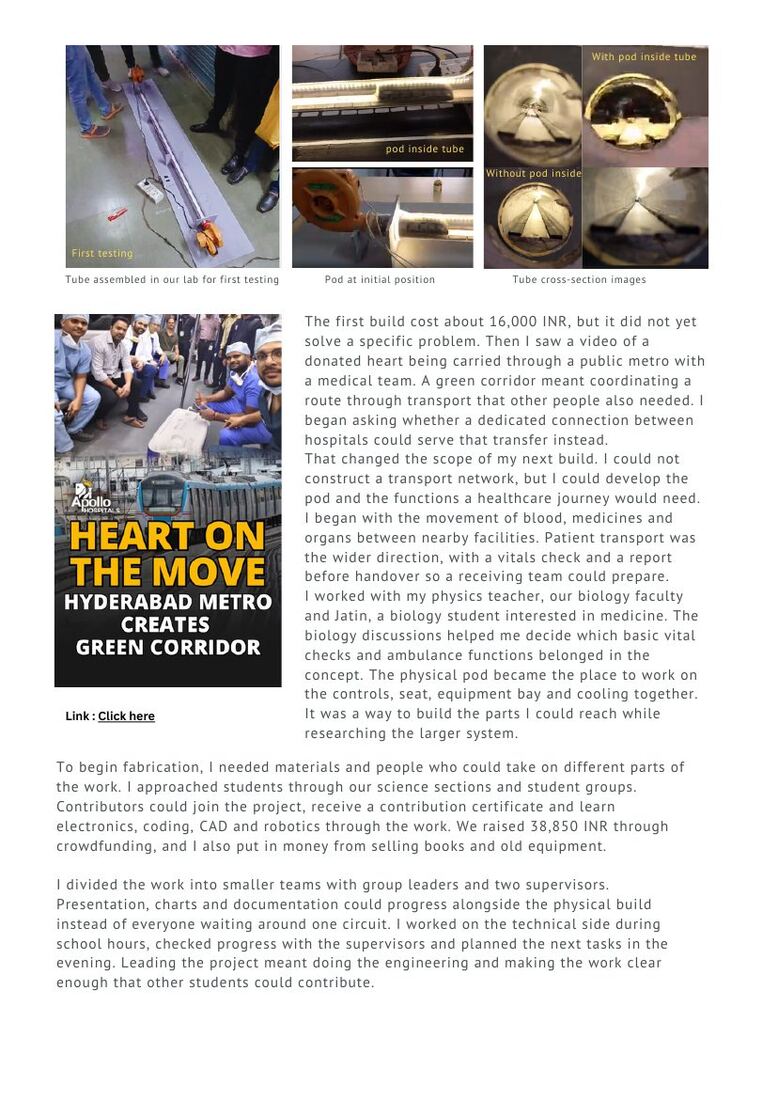 First testing
pod inside tube
With pod inside tube
Without pod inside
Tube assembled in our lab for first testing
Pod at initial position
Tube cross-section images
Apollo
HOSPITALS
HEART ON
THE MOVE
HYDERABAD METRO
CREATES
GREEN CORRIDOR
Link : Click here
The first build cost about 16,000 INR, but it did not yet
solve a specific problem. Then I saw a video of a
donated heart being carried through a public metro with
a medical team. A green corridor meant coordinating a
route through transport that other people also needed. I
began asking whether a dedicated connection between
hospitals could serve that transfer instead.
That changed the scope of my next build. I could not
construct a transport network, but I could develop the
pod and the functions a healthcare journey would need.
I began with the movement of blood, medicines and
organs between nearby facilities. Patient transport was
the wider direction, with a vitals check and a report
before handover so a receiving team could prepare.
I worked with my physics teacher, our biology faculty
and Jatin, a biology student interested in medicine. The
biology discussions helped me decide which basic vital
checks and ambulance functions belonged in the
concept. The physical pod became the place to work on
the controls, seat, equipment bay and cooling together.
It was a way to build the parts I could reach while
researching the larger system.
To begin fabrication, I needed materials and people who could take on different parts of
the work. I approached students through our science sections and student groups.
Contributors could join the project, receive a contribution certificate and learn
electronics, coding, CAD and robotics through the work. We raised 38,850 INR through
crowdfunding, and I also put in money from selling books and old equipment.
I divided the work into smaller teams with group leaders and two supervisors.
Presentation, charts and documentation could progress alongside the physical build
instead of everyone waiting around one circuit. I worked on the technical side during
school hours, checked progress with the supervisors and planned the next tasks in the
evening. Leading the project meant doing the engineering and making the work clear
enough that other students could contribute.